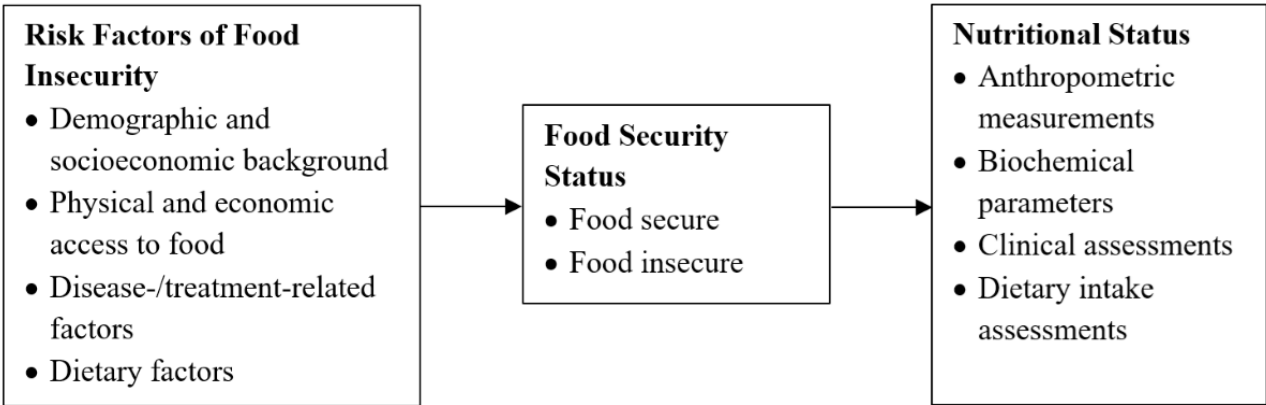 Risk Factors of Food
Insecurity
• Demographic and
socioeconomic background
• Physical and economic
access to food
• Disease-/treatment-related
factors
• Dietary factors
Food Security
Status
• Food secure
• Food insecure
Nutritional Status
• Anthropometric
measurements
• Biochemical
parameters
• Clinical assessments
• Dietary intake
assessments